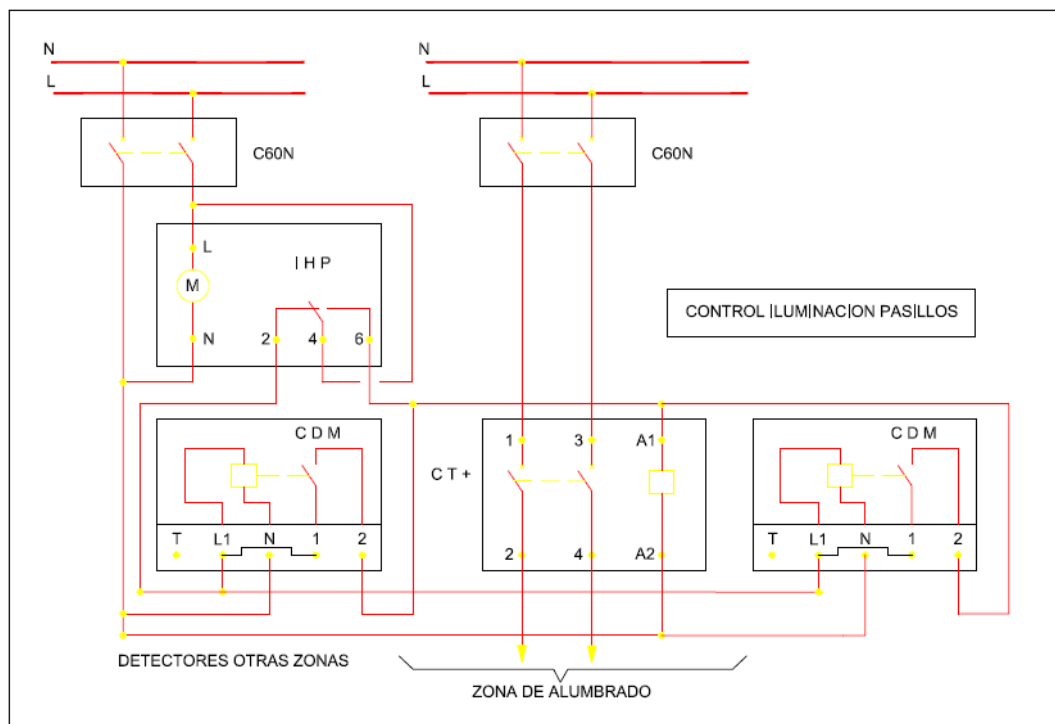 N
L
C60N
L
M
I H P
N
2
4
6
N
L
C60N
CONTROL ILUMINACION PASILLOS
C D M
T
L1
N
1
2
C T +
1
3
A1
2
4
A2
C D M
T
L1
N
1
2
DETECTORES OTRAS ZONAS
ZONA DE ALUMBRADO